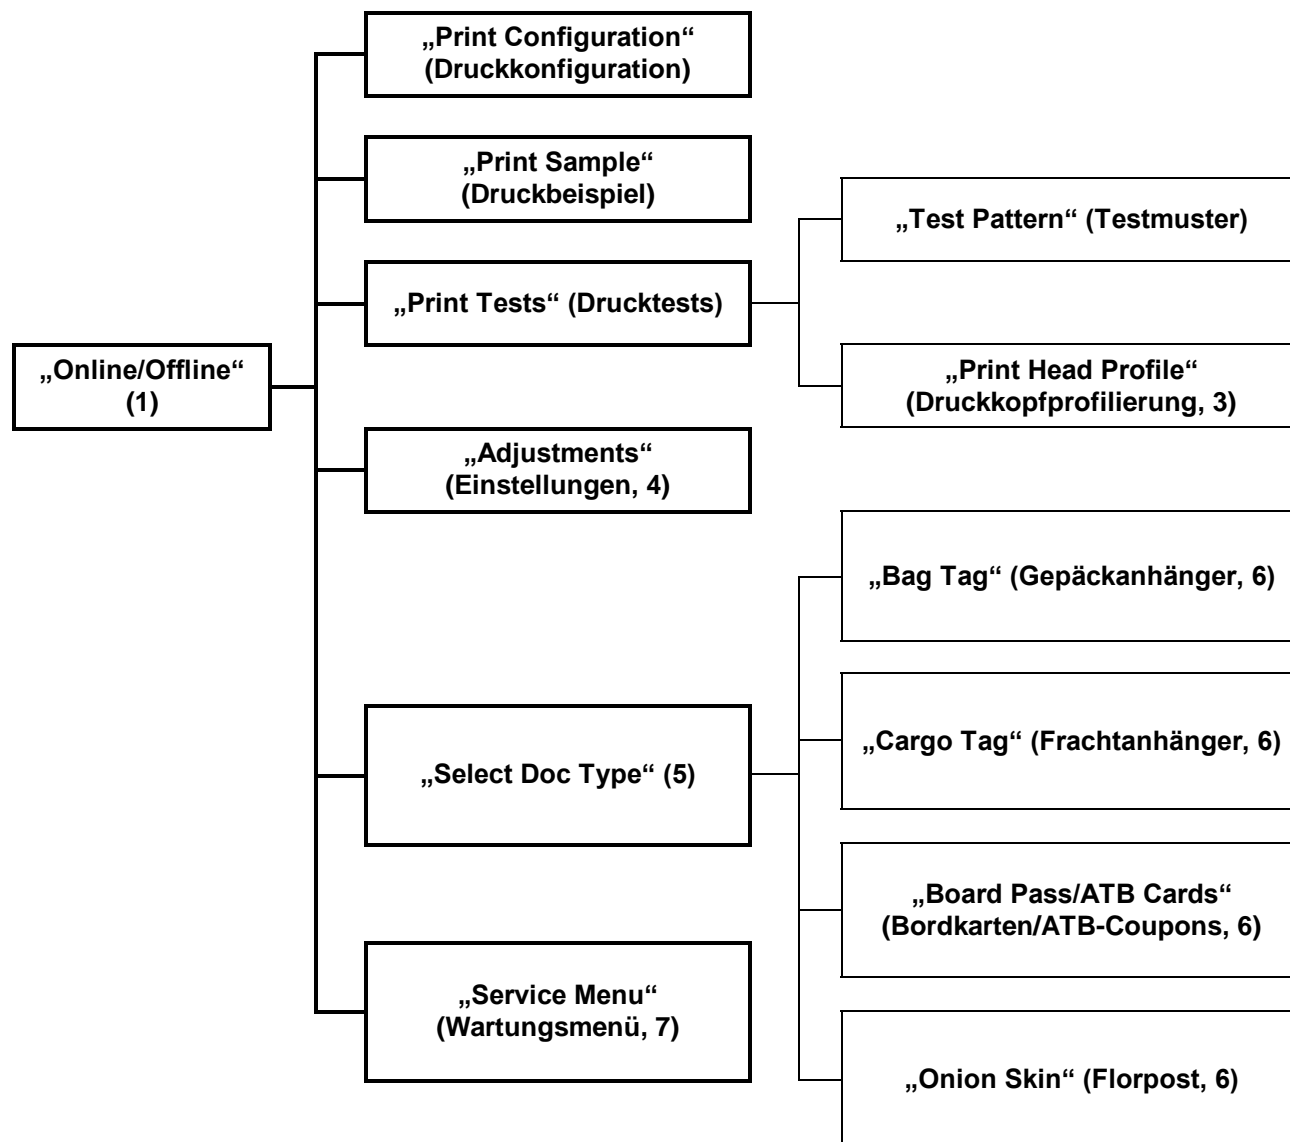 „Print Configuration“
(Druckkonfiguration)
„Print Sample“
(Druckbeispiel)
„Test Pattern“ (Testmuster)
„Print Tests“ (Drucktests)
„Online/Offline“
(1)
„Print Head Profile“
(Druckkopfprofilierung, 3)
„Adjustments“
(Einstellungen, 4)
„Bag Tag“ (Gepäckanhänger, 6)
„Cargo Tag“ (Frachtanhänger, 6)
„Select Doc Type“ (5)
„Board Pass/ATB Cards“
(Bordkarten/ATB-Coupons, 6)
„Service Menu“
(Wartungsmenü, 7)
„Onion Skin“ (Florpost, 6)